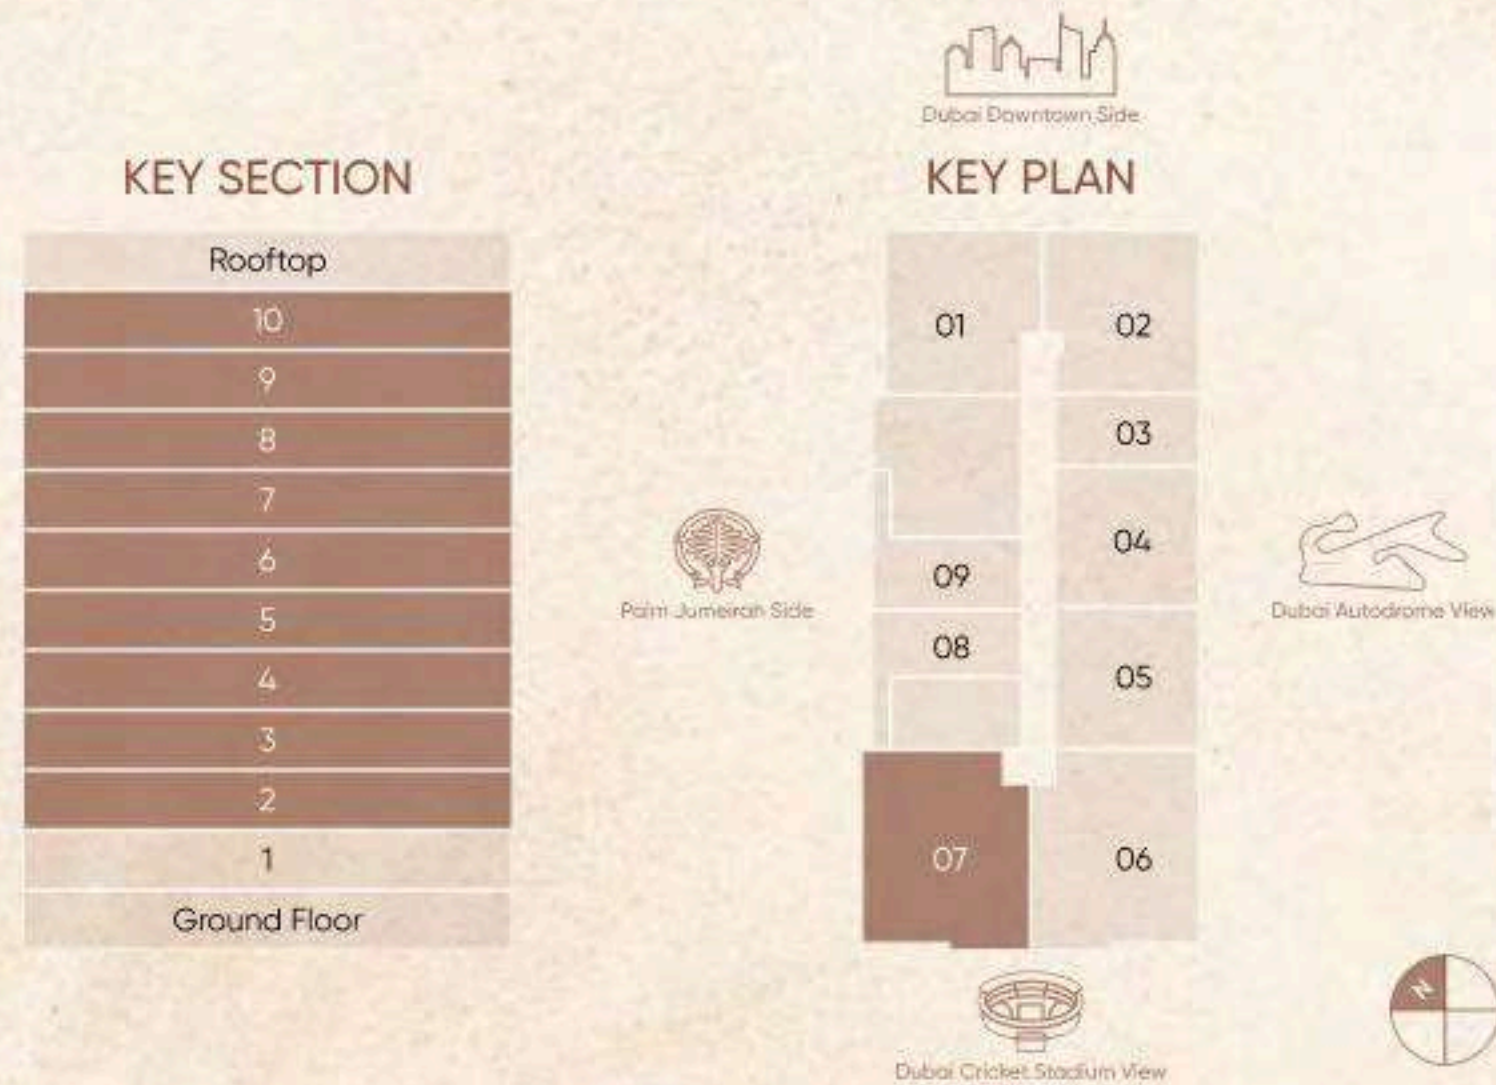 Dubai Downtown Side
KEY SECTION
KEY PLAN
Rooftop
10
9
8
7
6
5
4
3
2
1
Ground Floor
01
02
03
04
09
08
05
07
06
Palm Jumeirah Side
Dubai Autodrome View
Dubai Cricket Stadium View
N